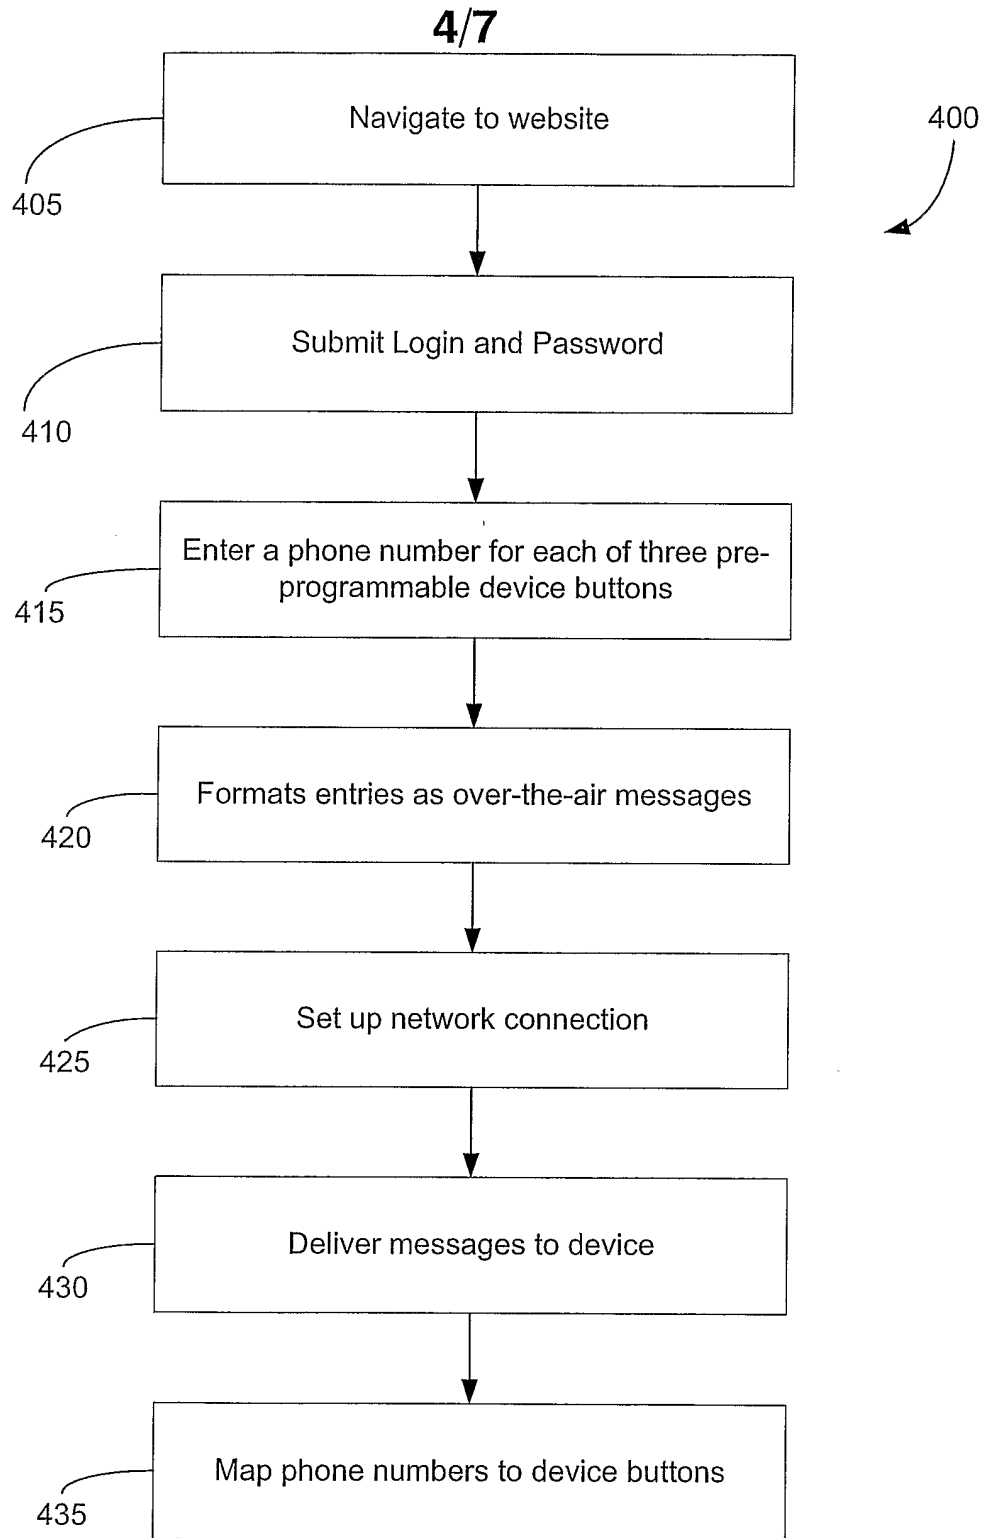 4/7
Navigate to website
400
405
Submit Login and Password
410
Enter a phone number for each of three pre-
programmable device buttons
415
Formats entries as over-the-air messages
420
Set up network connection
425
Deliver messages to device
430
Map phone numbers to device buttons
435